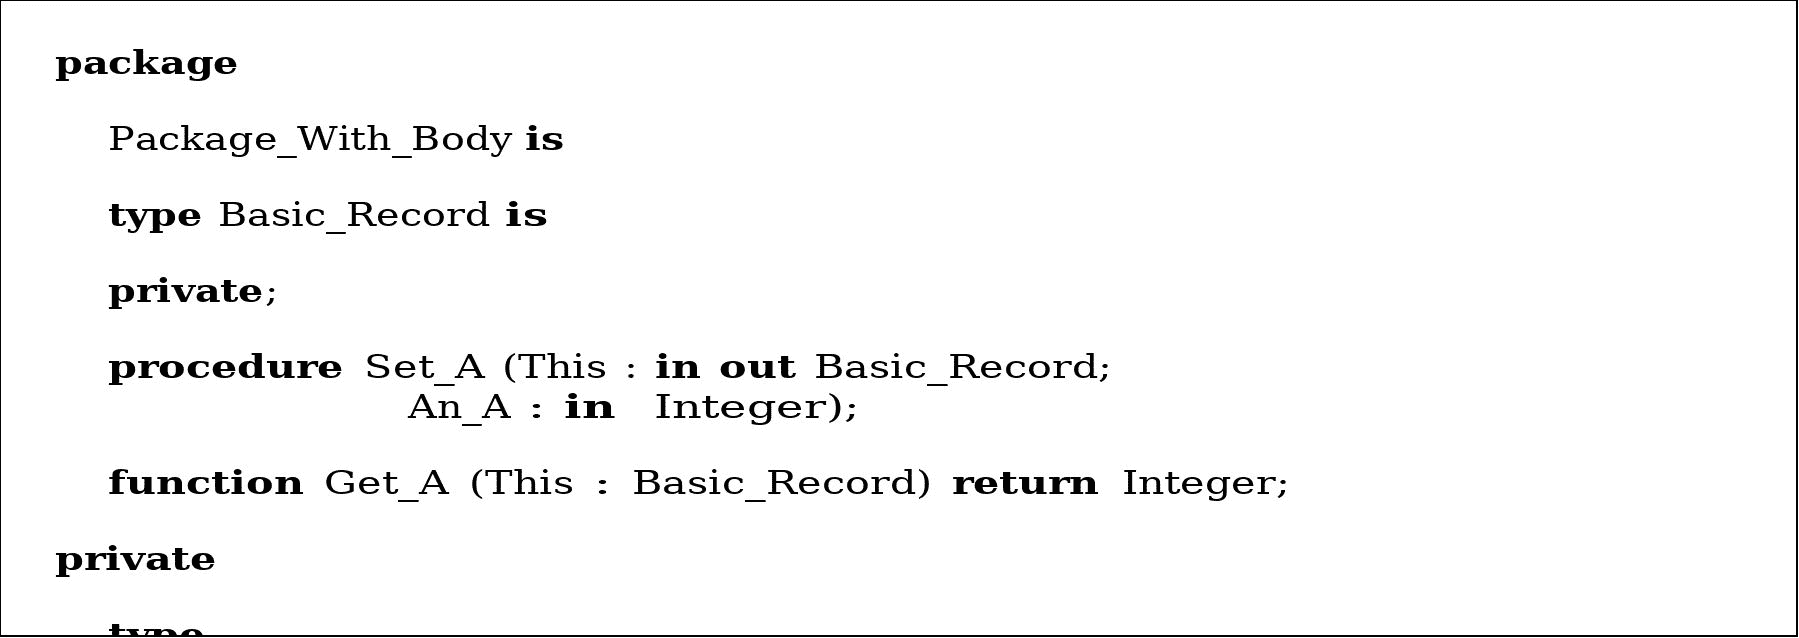 package
Package_With_Body is
type Basic_Record is
private;
procedure Set_A (This : in out Basic_Record;
An_A : in Integer);
function Get_A (This : Basic_Record) return Integer;
private
type